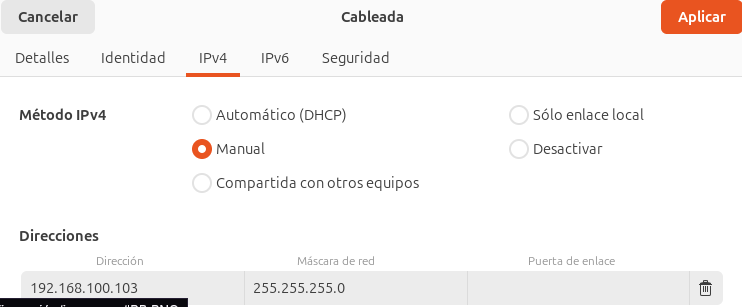 Cancelar Cableada Aplicar
Detalles Identidad IPv4 IPv6 Seguridad
Método IPv4 Automático (DHCP) Sólo enlace local
Manual Desactivar
Compartida con otros equipos
Direcciones
Dirección Máscara de red Puerta de enlace
192.168.100.103 255.255.255.0